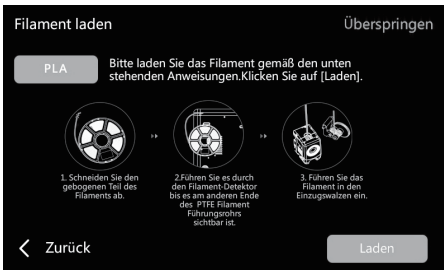 Filament laden
Überspringen
PLA
Bitte laden Sie das Filament gemäß den unten
stehenden Anweisungen.Klicken Sie auf [Laden].
1. Schneiden Sie den
gebogenen Teil des
Filaments ab.
2.Führen Sie es durch
den Filament-Detektor
bis es am anderen Ende
des PTFE Filament
Führungsrohrs
sichtbar ist.
3. Führen Sie das
Filament in den
Einzugswalzen ein.
Zurück
Laden